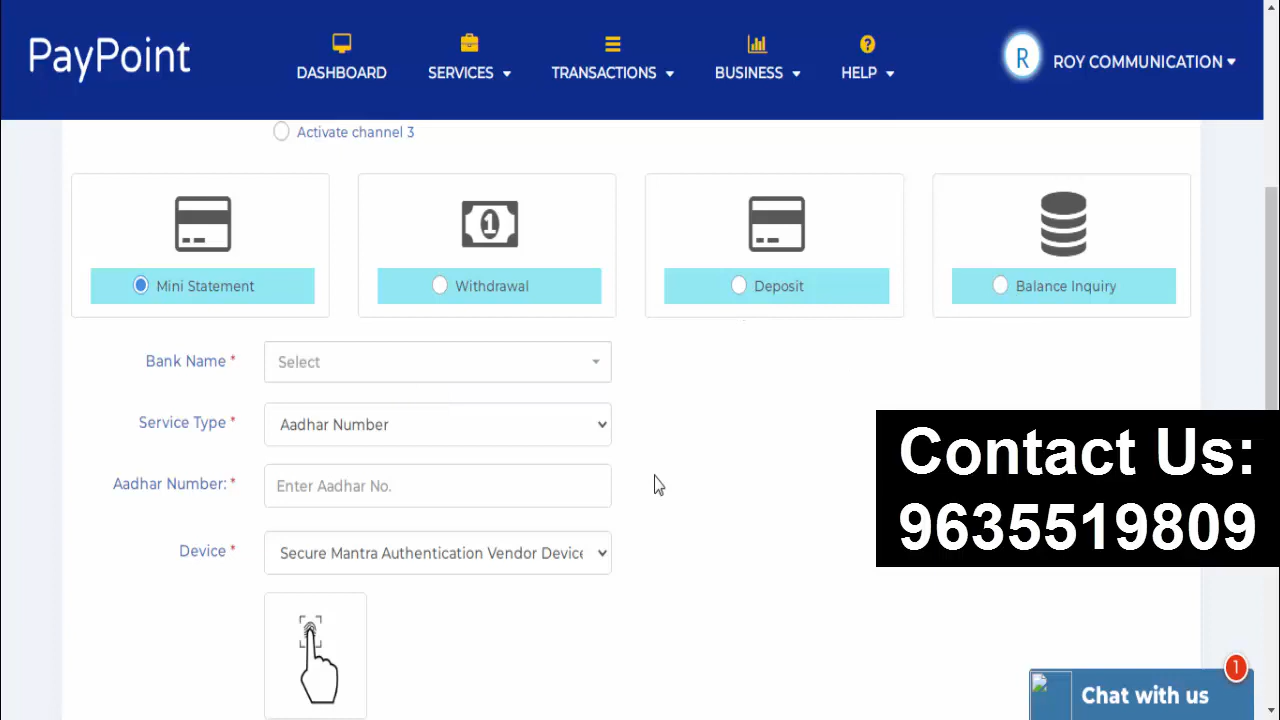 PayPoint
DASHBOARD
SERVICES
TRANSACTIONS
BUSINESS
HELP
R
ROY COMMUNICATION
Activate channel 3
Mini Statement
1
Withdrawal
Deposit
Balance Inquiry
Bank Name *
Select
Service Type *
Aadhar Number
Aadhar Number: *
Enter Aadhar No.
Device *
Secure Mantra Authentication Vendor Device
Contact Us:
9635519809
1
Chat with us